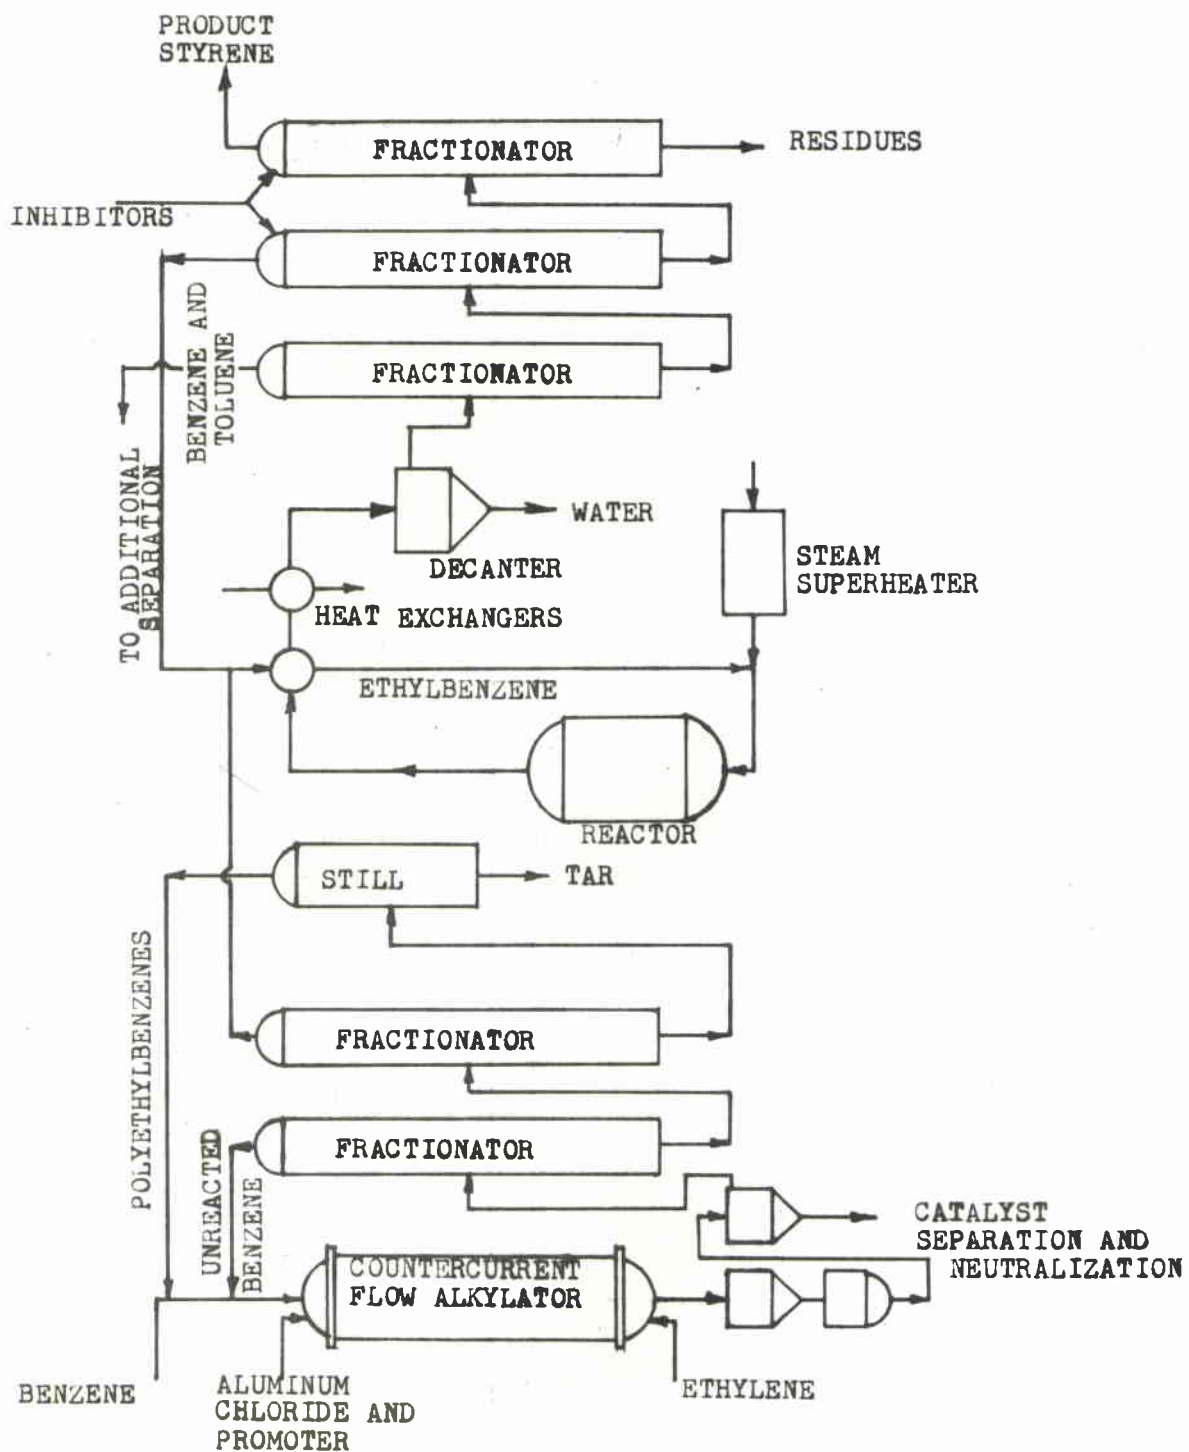 PRODUCT
STYRENE
FRACTIONATOR
RESIDUES
INHIBITORS
FRACTIONATOR
BENZENE AND
TOLUENE
FRACTIONATOR
TO ADDITIONAL
SEPARATION
WATER
DECANTER
STEAM
SUPERHEATER
HEAT EXCHANGERS
ETHYLBENZENE
REACTOR
STILL
TAR
POLYETHYLBENZENES
FRACTIONATOR
FRACTIONATOR
UNREACTED
BENZENE
CATALYST
SEPARATION AND
NEUTRALIZATION
COUNTERCURRENT
FLOW ALKYLATOR
BENZENE
ALUMINUM
CHLORIDE AND
PROMOTER
ETHYLENE